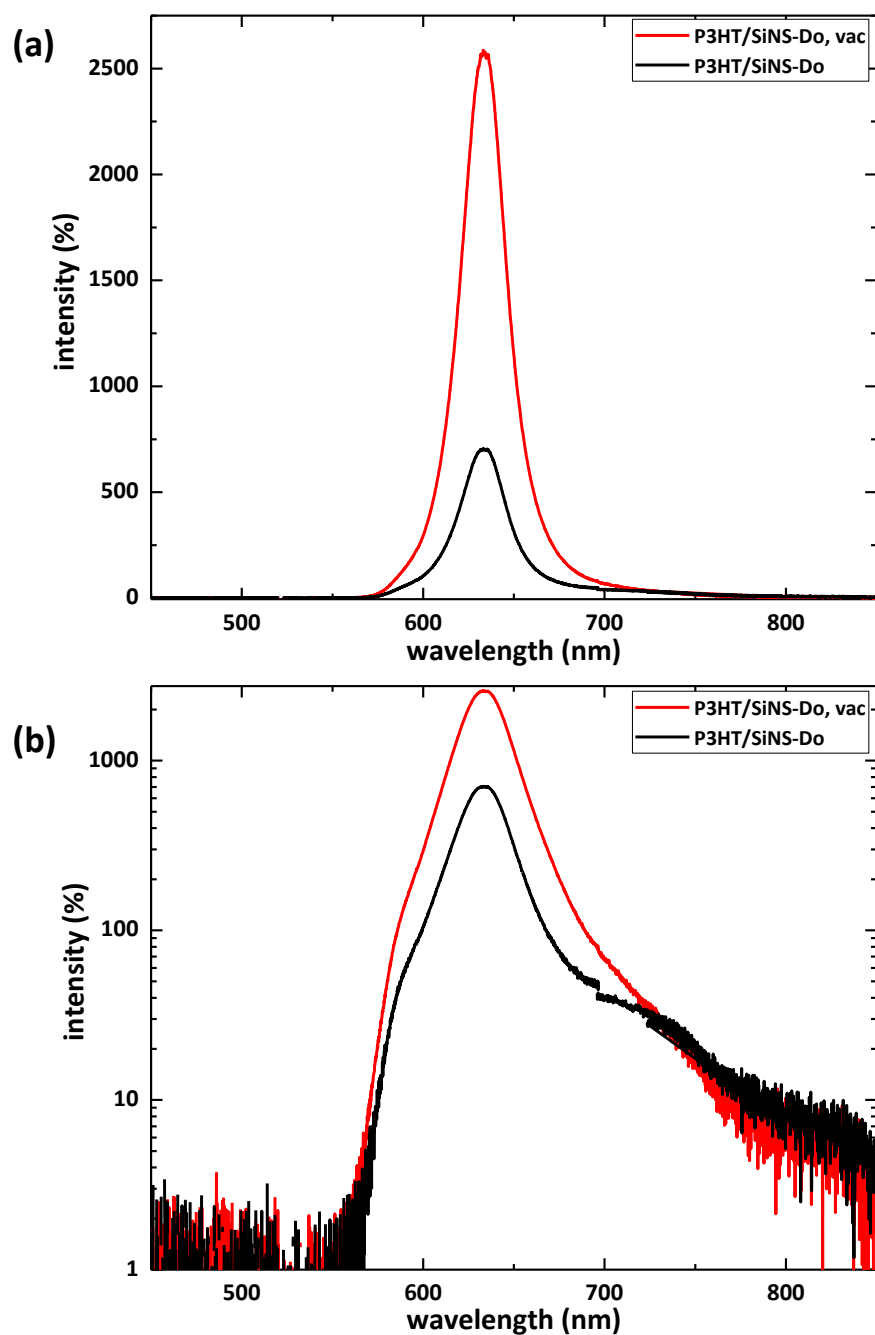 (a)
P3HT/SiNS-Do, vac
P3HT/SiNS-Do
intensity (%)
2500
2000
1500
1000
500
0
500
600
700
800
wavelength (nm)
(b)
P3HT/SiNS-Do, vac
P3HT/SiNS-Do
intensity (%)
1000
100
10
1
500
600
700
800
wavelength (nm)